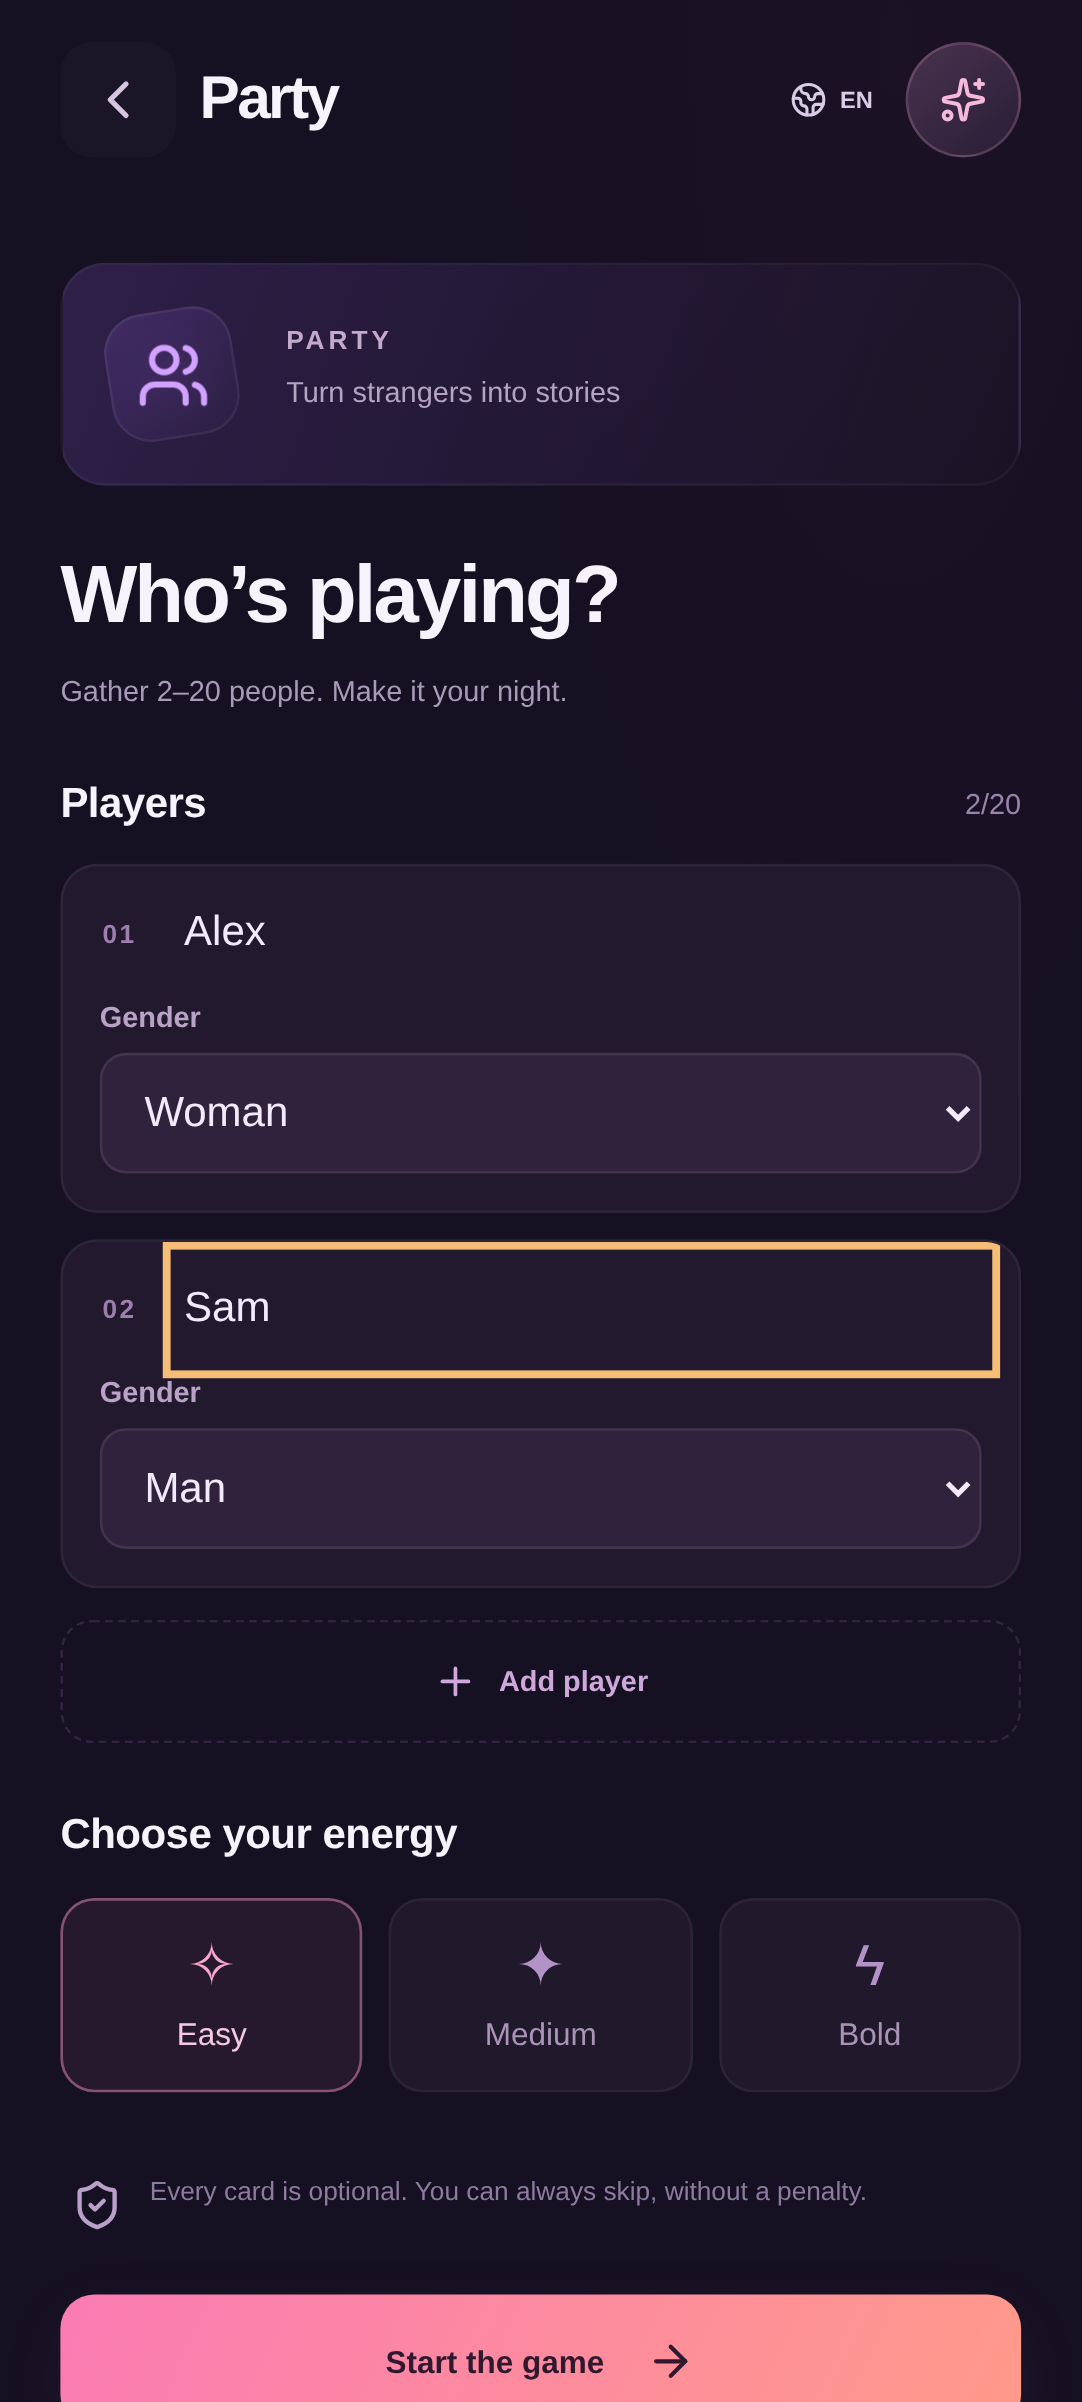 Party
EN
PARTY
Turn strangers into stories
Who’s playing?
Gather 2–20 people. Make it your night.
Players
2/20
01 Alex
Gender
Woman
02 Sam
Gender
Man
Add player
Choose your energy
Easy
Medium
Bold
Every card is optional. You can always skip, without a penalty.
Start the game